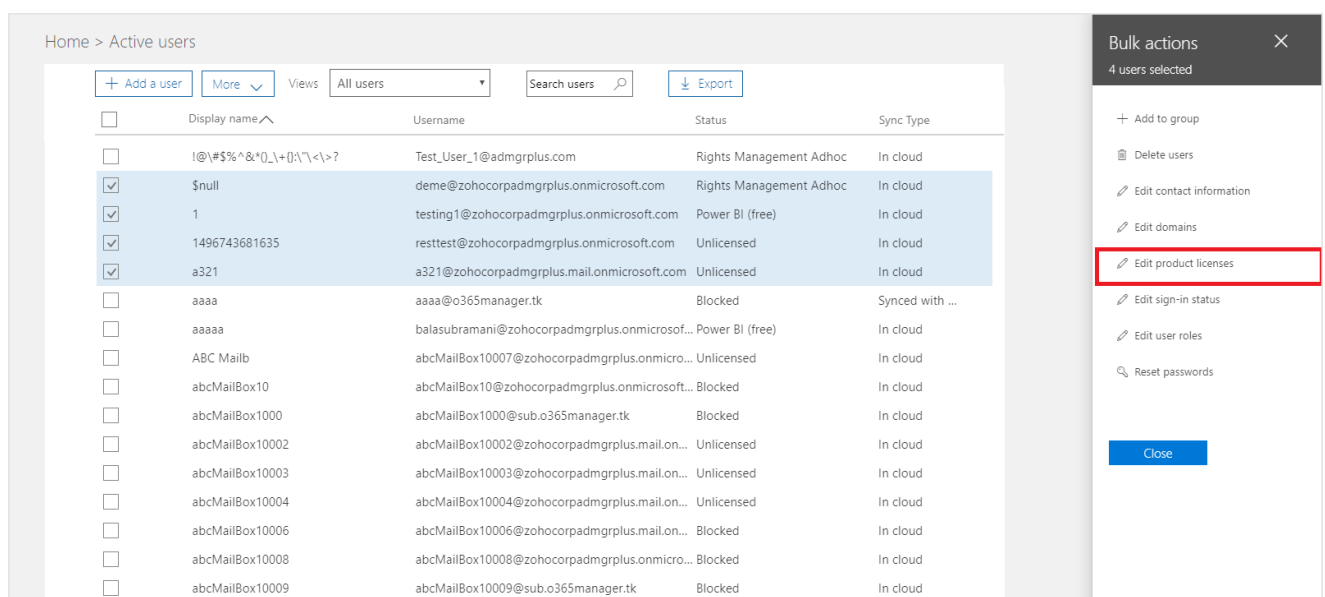 Home > Active users
Add a user More Views All users Search users Export
Display name Username Status Sync Type
!@\#$%^&*()_\+{}:\"\<\>? Test_User_1@admgrplus.com Rights Management Adhoc In cloud
$null deme@zohocorpadmgrplus.onmicrosoft.com Rights Management Adhoc In cloud
1 testing1@zohocorpadmgrplus.onmicrosoft.com Power BI (free) In cloud
1496743681635 resttest@zohocorpadmgrplus.onmicrosoft.com Unlicensed In cloud
a321 a321@zohocorpadmgrplus.mail.onmicrosoft.com Unlicensed In cloud
aaaa aaaa@o365manager.tk Blocked Synced with ...
aaaaa balasubramani@zohocorpadmgrplus.onmicrosof... Power BI (free) In cloud
ABC Mailb abcMailBox10007@zohocorpadmgrplus.onmicro... Unlicensed In cloud
abcMailBox10 abcMailBox10@zohocorpadmgrplus.onmicrosoft... Blocked In cloud
abcMailBox1000 abcMailBox1000@sub.o365manager.tk Blocked In cloud
abcMailBox10002 abcMailBox10002@zohocorpadmgrplus.mail.on... Unlicensed In cloud
abcMailBox10003 abcMailBox10003@zohocorpadmgrplus.mail.on... Unlicensed In cloud
abcMailBox10004 abcMailBox10004@zohocorpadmgrplus.mail.on... Unlicensed In cloud
abcMailBox10006 abcMailBox10006@zohocorpadmgrplus.mail.on... Blocked In cloud
abcMailBox10008 abcMailBox10008@zohocorpadmgrplus.onmicro... Blocked In cloud
abcMailBox10009 abcMailBox10009@sub.o365manager.tk Blocked In cloud
Bulk actions
4 users selected
Add to group
Delete users
Edit contact information
Edit domains
Edit product licenses
Edit sign-in status
Edit user roles
Reset passwords
Close